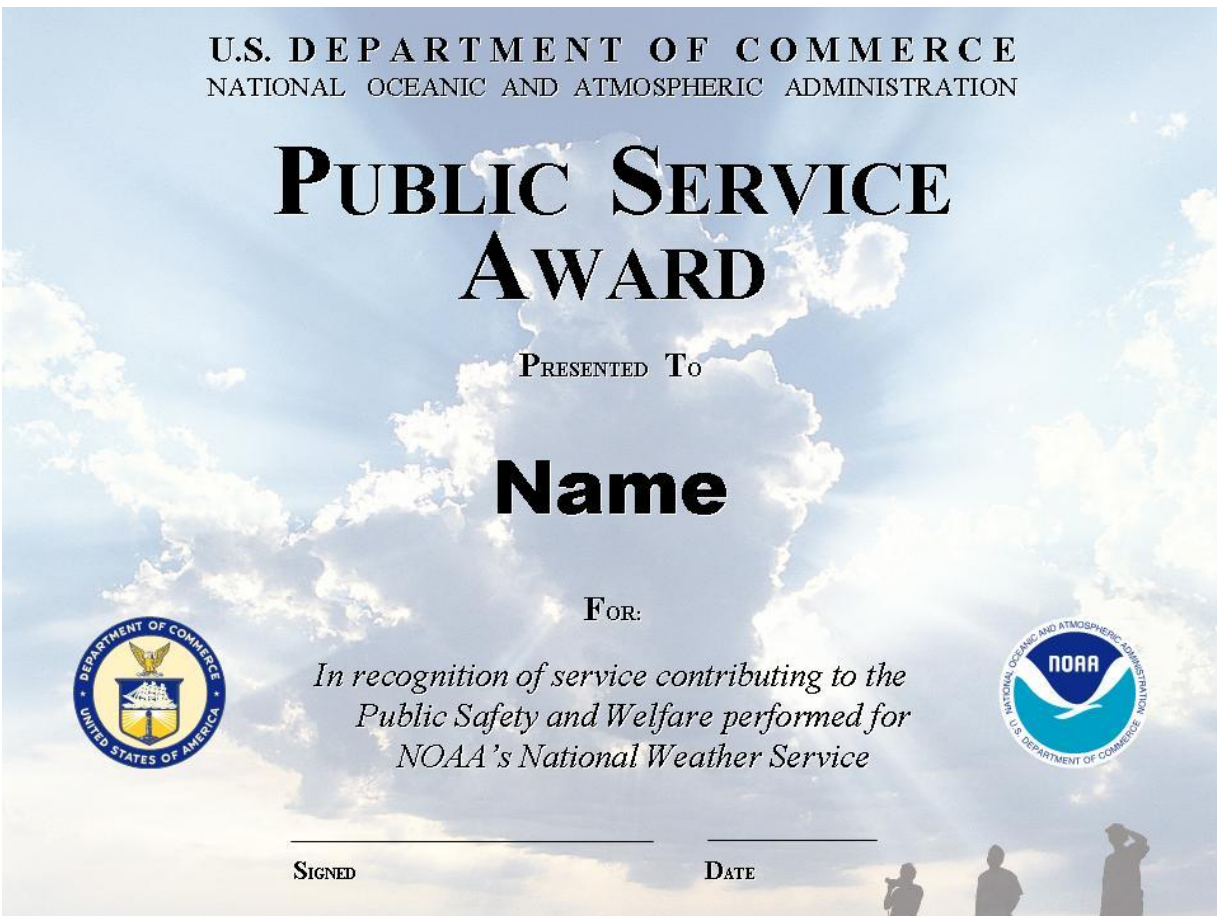 U.S. DEPARTMENT OF COMMERCE
NATIONAL OCEANIC AND ATMOSPHERIC ADMINISTRATION
PUBLIC SERVICE
AWARD
PRESENTED TO
Name
FOR:
DEPARTMENT OF COMMERCE
UNITED STATES OF AMERICA
In recognition of service contributing to the
Public Safety and Welfare performed for
NOAA's National Weather Service
NATIONAL OCEANIC AND ATMOSPHERIC ADMINISTRATION
NOAA
U.S. DEPARTMENT OF COMMERCE
SIGNED DATE